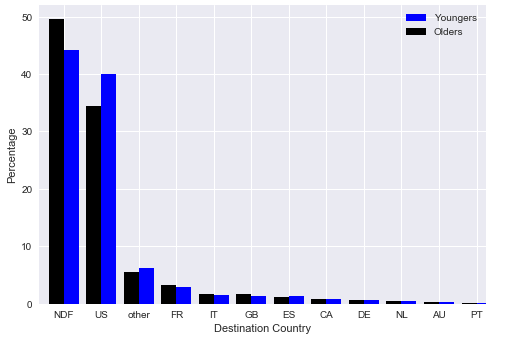 Youngers
Olders
50
40
30
20
10
0
Percentage
NDF US other FR IT GB ES CA DE NL AU PT
Destination Country